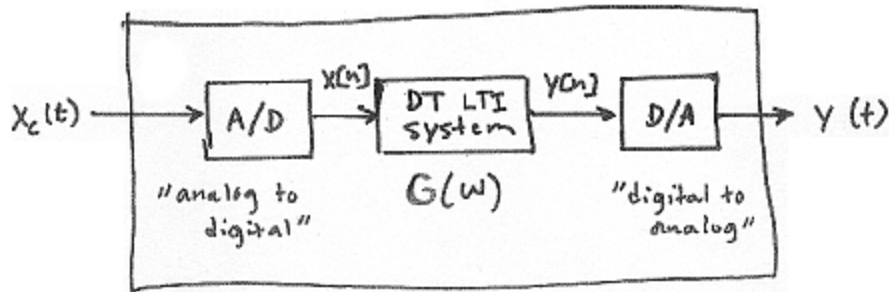 x[n]
y[n]
Xc(t)
A/D
DT LTI
system
D/A
y (t)
"analog to
digital"
G(ω)
"digital to
analog"